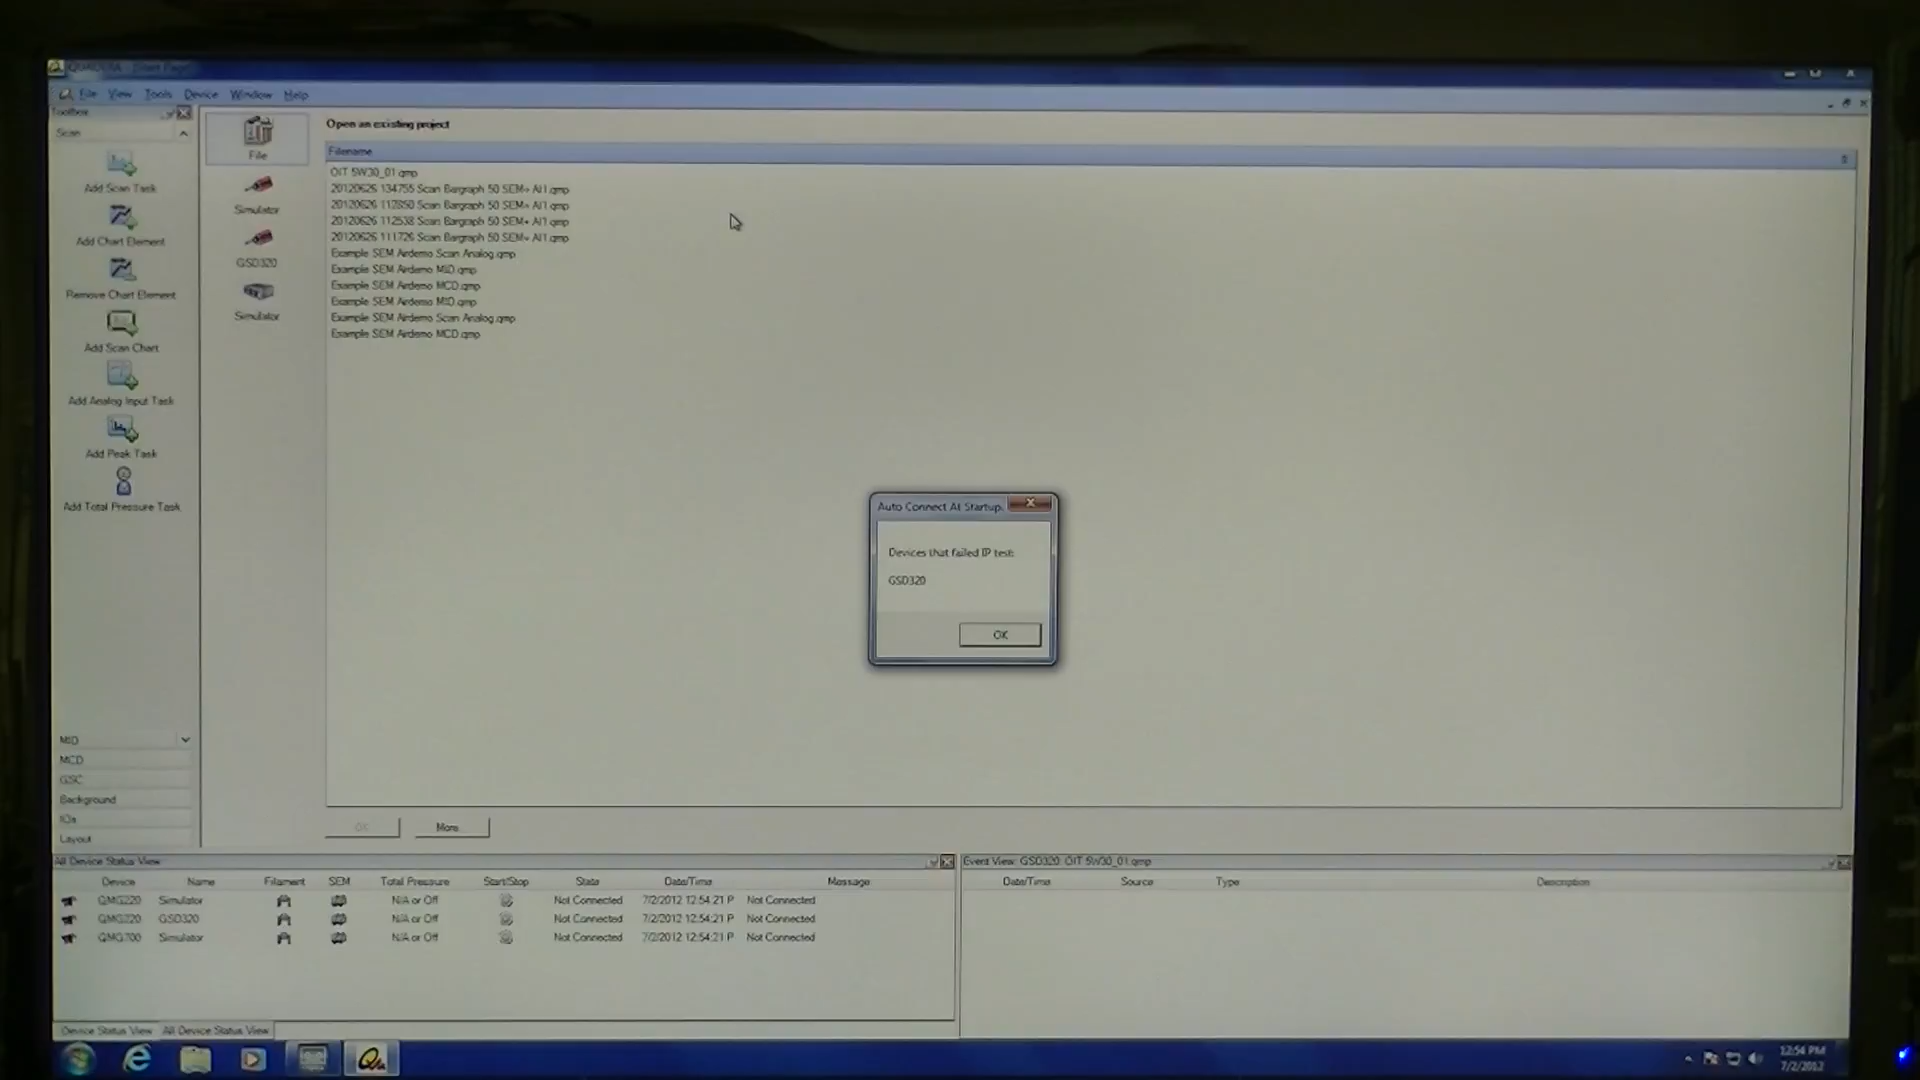 QUADERA - [Start Page]
File View Tools Device Window Help
Toolbox
Scan
Add Scan Task
Add Chart Element
Remove Chart Element
Add Scan Chart
Add Analog Input Task
Add Peak Task
Add Total Pressure Task
MID
MCD
GSC
Background
IOs
Layout
File
Simulator
GSD320
Simulator
Open an existing project
Filename
OIT 5W30_01.qmp
20120626 134755 Scan Bargraph 50 SEM+ AI1.qmp
20120626 112850 Scan Bargraph 50 SEM+ AI1.qmp
20120626 112538 Scan Bargraph 50 SEM+ AI1.qmp
20120626 111726 Scan Bargraph 50 SEM+ AI1.qmp
Example SEM Airdemo Scan Analog.qmp
Example SEM Airdemo MID.qmp
Example SEM Airdemo MCD.qmp
Example SEM Airdemo MID.qmp
Example SEM Airdemo Scan Analog.qmp
Example SEM Airdemo MCD.qmp
Auto Connect At Startup.
Devices that failed IP test:
GSD320
OK
OK More
All Device Status View
Device Name Filament SEM Total Pressure Start/Stop State Date/Time Message
QMG220 Simulator N/A or Off Not Connected 7/2/2012 12:54:21 P Not Connected
QMG220 GSD320 N/A or Off Not Connected 7/2/2012 12:54:21 P Not Connected
QMG700 Simulator N/A or Off Not Connected 7/2/2012 12:54:21 P Not Connected
Device Status View All Device Status View
Event View: GSD320: OIT 5W30_01.qmp
Date/Time Source Type Description
12:54 PM
7/2/2012